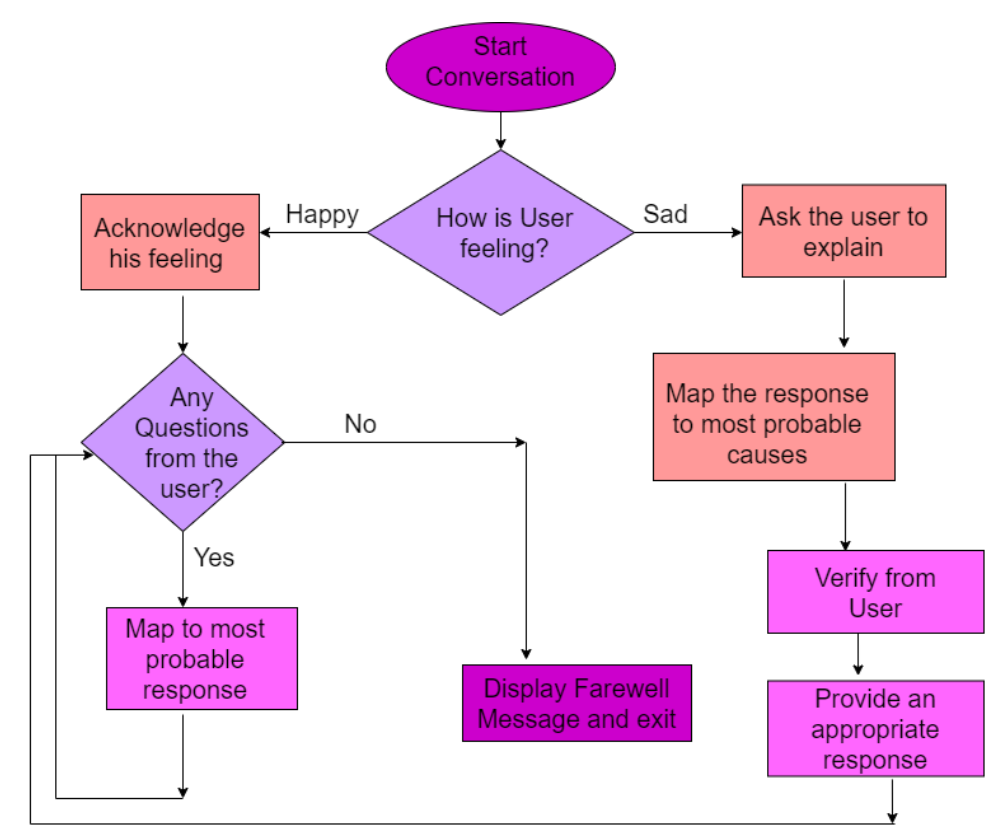 Start
Conversation
How is User
feeling?
Happy
Sad
Acknowledge
his feeling
Ask the user to
explain
Any
Questions
from the
user?
No
Yes
Map the response
to most probable
causes
Verify from
User
Map to most
probable
response
Display Farewell
Message and exit
Provide an
appropriate
response